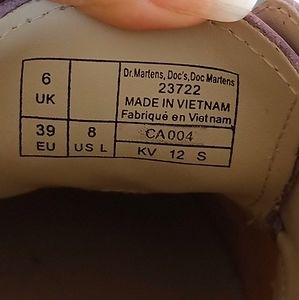 6 UK
39 EU
8 US L
Dr.Martens, Doc's, Doc Martens
23722
MADE IN VIETNAM
Fabriqué en Vietnam
CA004
KV 12 S